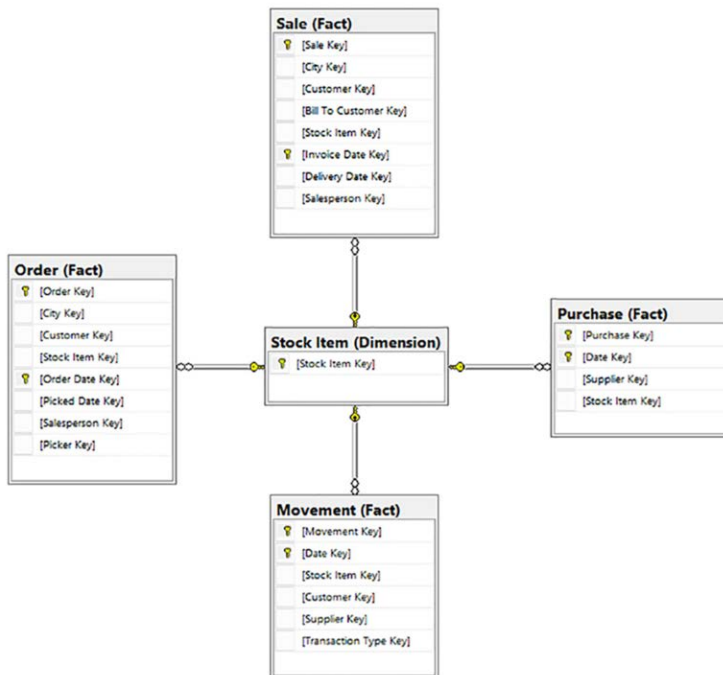 Sale (Fact)
[Sale Key]
[City Key]
[Customer Key]
[Bill To Customer Key]
[Stock Item Key]
[Invoice Date Key]
[Delivery Date Key]
[Salesperson Key]
Order (Fact)
[Order Key]
[City Key]
[Customer Key]
[Stock Item Key]
[Order Date Key]
[Picked Date Key]
[Salesperson Key]
[Picker Key]
Stock Item (Dimension)
[Stock Item Key]
Purchase (Fact)
[Purchase Key]
[Date Key]
[Supplier Key]
[Stock Item Key]
Movement (Fact)
[Movement Key]
[Date Key]
[Stock Item Key]
[Customer Key]
[Supplier Key]
[Transaction Type Key]